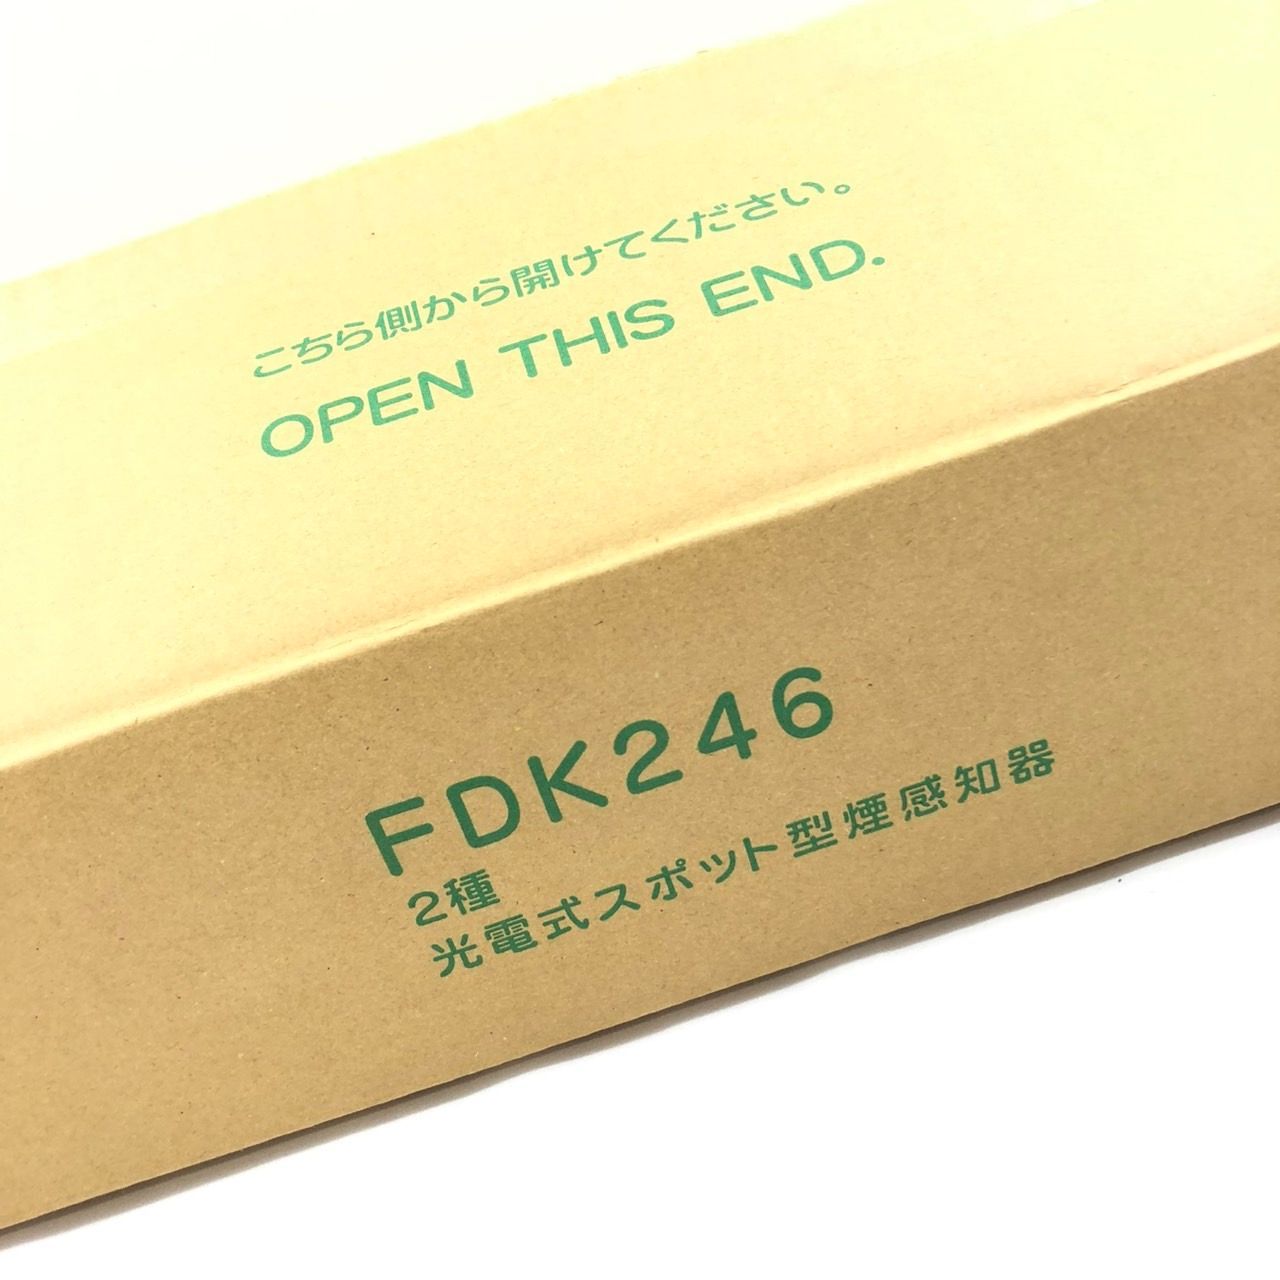 こちら側から開けてください。
OPEN THIS END.
FDK246
2種
光電式スポット型煙感知器